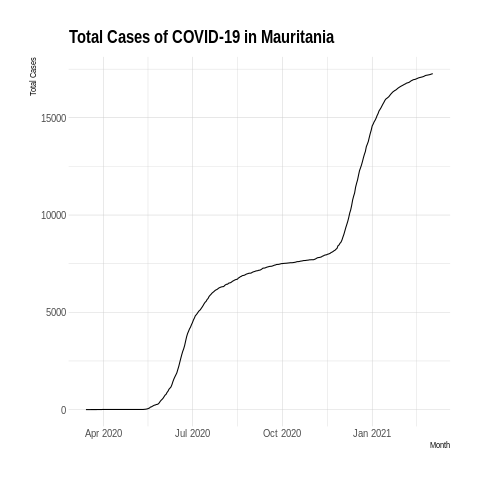 Total Cases of COVID-19 in Mauritania
Total Cases
15000
10000
5000
0
Apr 2020 Jul 2020 Oct 2020 Jan 2021
Month